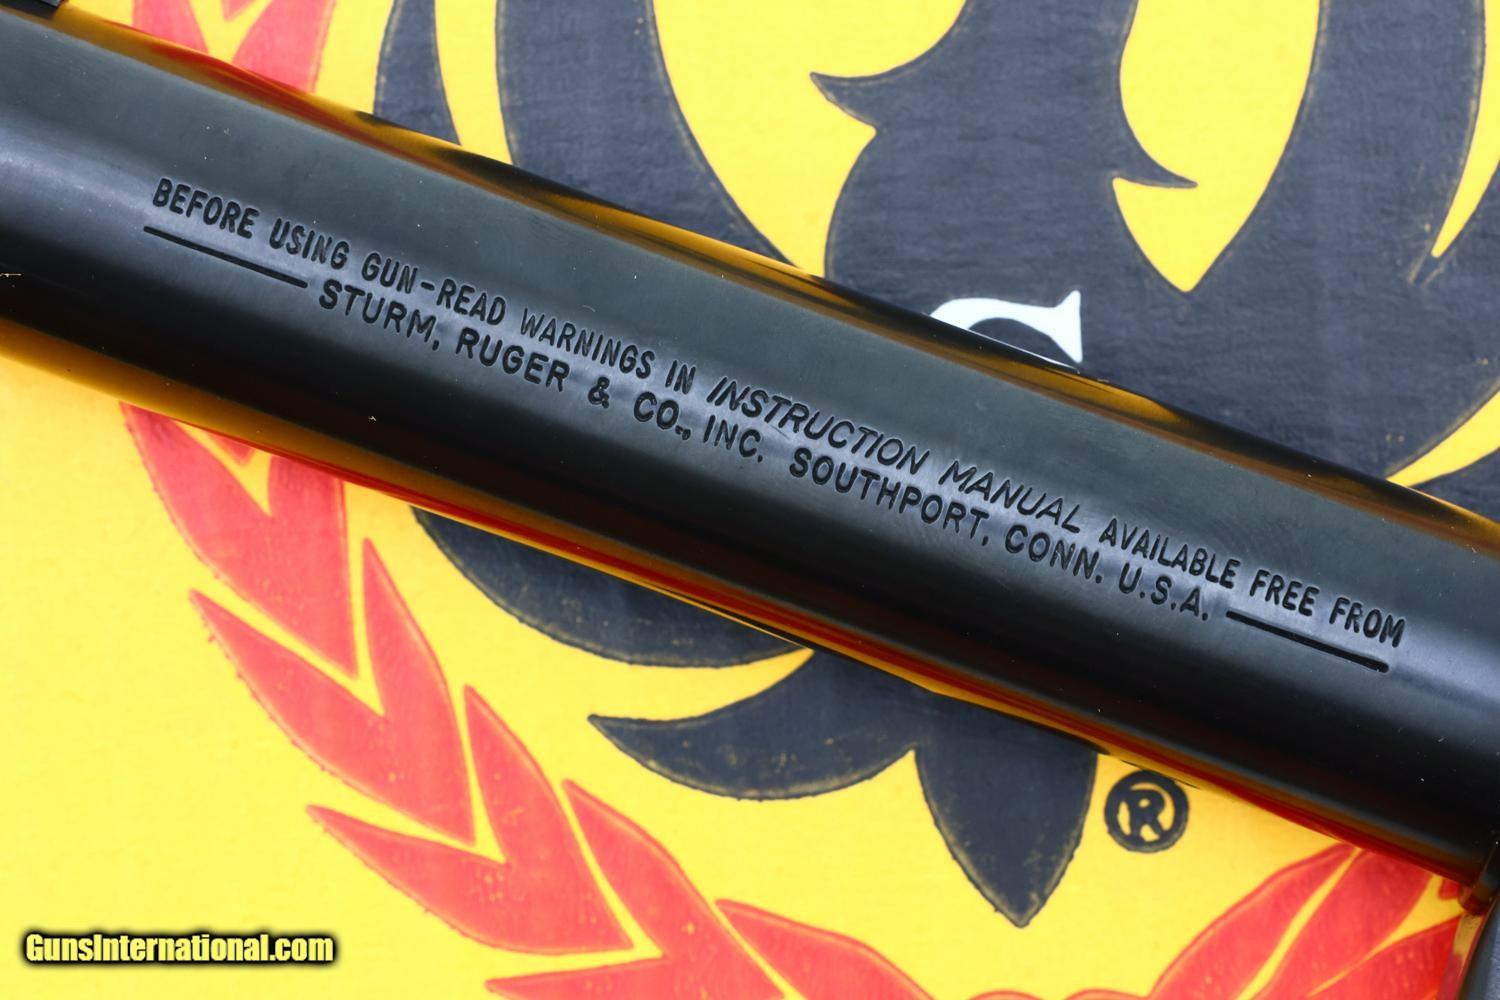 BEFORE USING GUN-READ WARNINGS IN INSTRUCTION MANUAL AVAILABLE FREE FROM
STURM, RUGER & CO., INC. SOUTHPORT, CONN. U.S.A.
®
GunsInternational.com